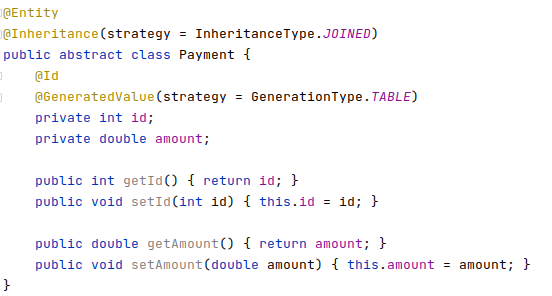 @Entity
@Inheritance(strategy = InheritanceType.JOINED)
public abstract class Payment {
    @Id
    @GeneratedValue(strategy = GenerationType.TABLE)
    private int id;
    private double amount;

    public int getId() { return id; }
    public void setId(int id) { this.id = id; }

    public double getAmount() { return amount; }
    public void setAmount(double amount) { this.amount = amount; }
}